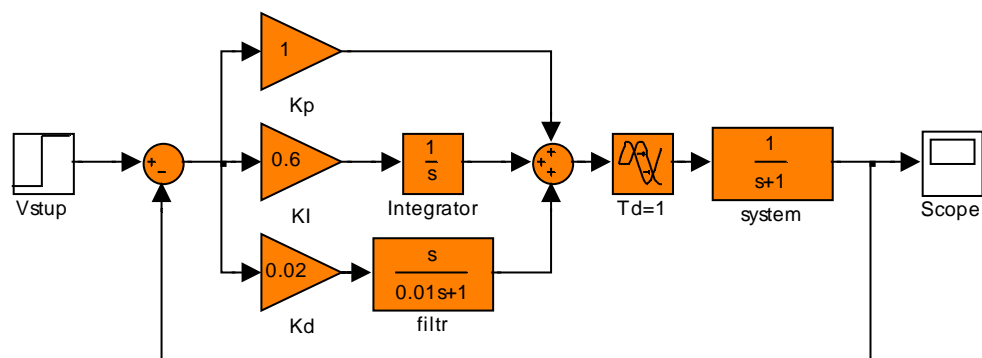 1
Kp
Vstup
+
−
0.6
KI
1
s
Integrator
+
+
+
Td=1
1
s+1
system
Scope
0.02
Kd
s
0.01s+1
filtr